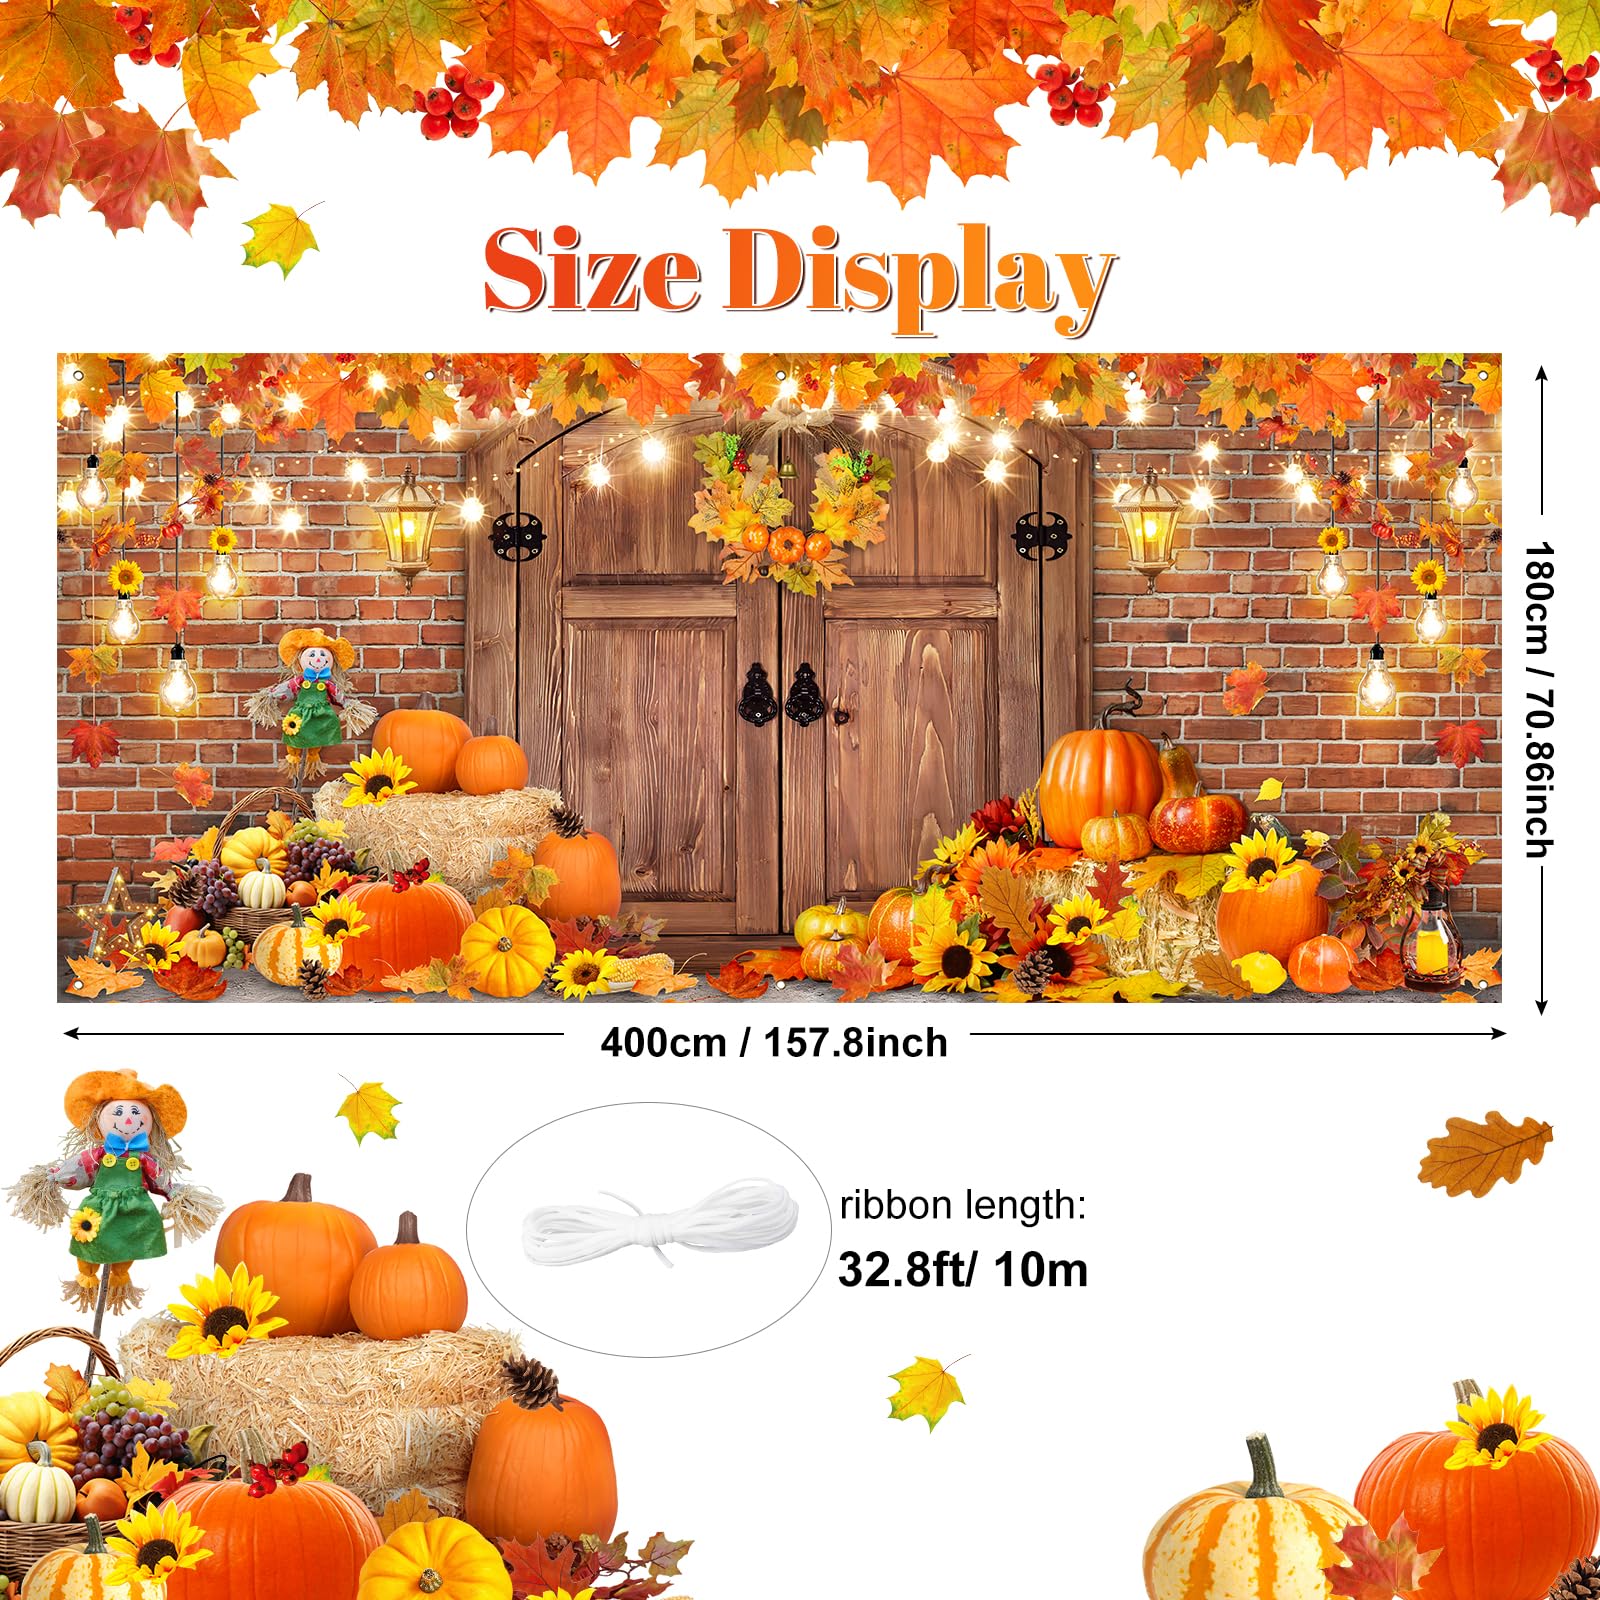 Size Display
180cm / 70.86inch
400cm / 157.8inch
ribbon length:
32.8ft/ 10m